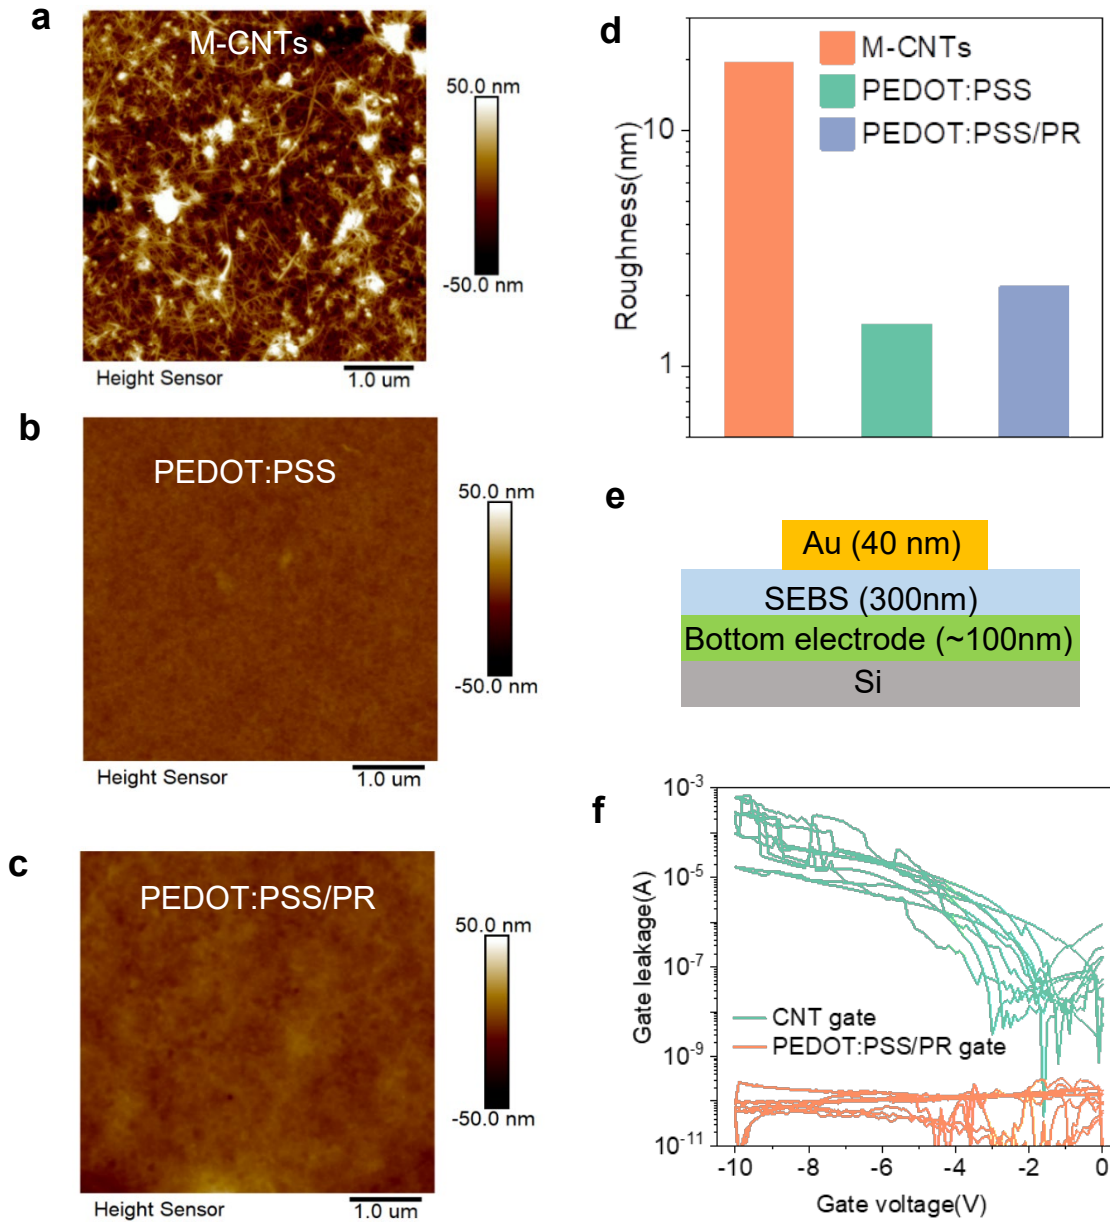 a
M-CNTs
50.0 nm
-50.0 nm
Height Sensor
1.0 um
b
PEDOT:PSS
50.0 nm
-50.0 nm
Height Sensor
1.0 um
c
PEDOT:PSS/PR
50.0 nm
-50.0 nm
Height Sensor
1.0 um
d
M-CNTs
PEDOT:PSS
PEDOT:PSS/PR
10
1
Roughness(nm)
e
Au (40 nm)
SEBS (300nm)
Bottom electrode (~100nm)
Si
f
10⁻³
10⁻⁵
10⁻⁷
10⁻⁹
10⁻¹¹
Gate leakage(A)
CNT gate
PEDOT:PSS/PR gate
-10 -8 -6 -4 -2 0
Gate voltage(V)